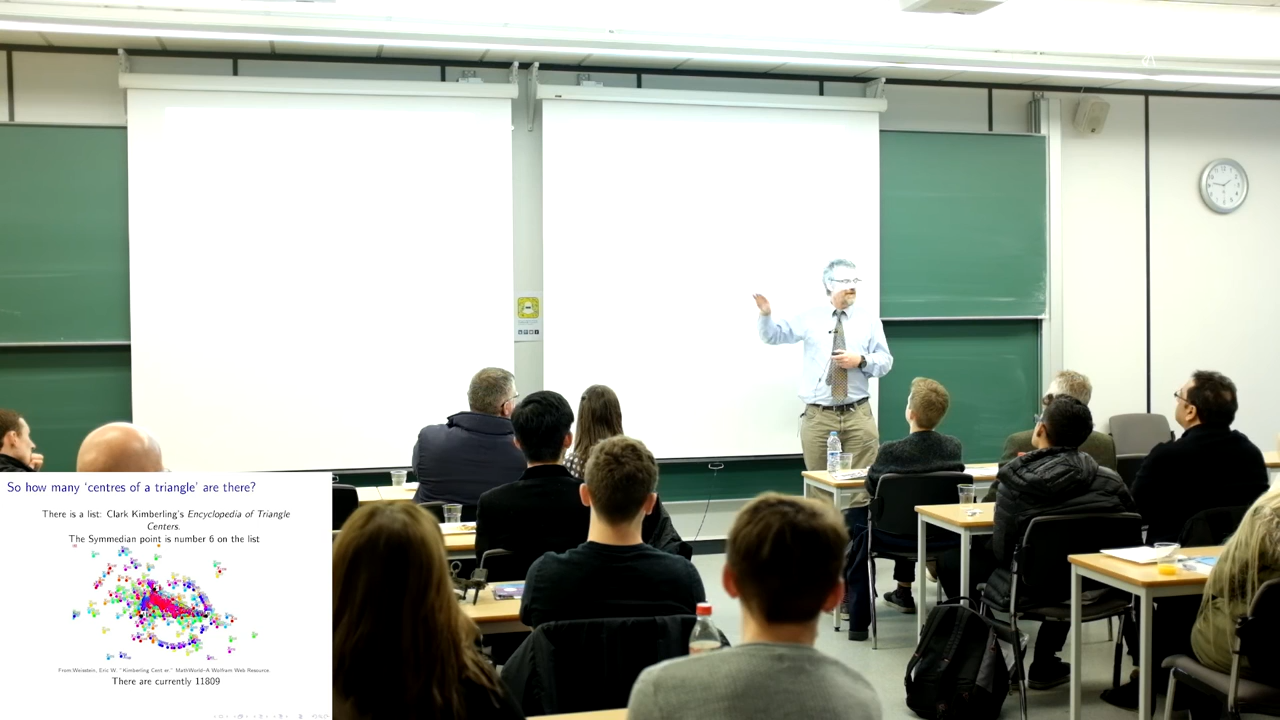 So how many ‘centres of a triangle’ are there?
There is a list: Clark Kimberling's Encyclopedia of Triangle
Centers.
The Symmedian point is number 6 on the list
From Weisstein, Eric W. "Kimberling Center." MathWorld–A Wolfram Web Resource.
There are currently 11809